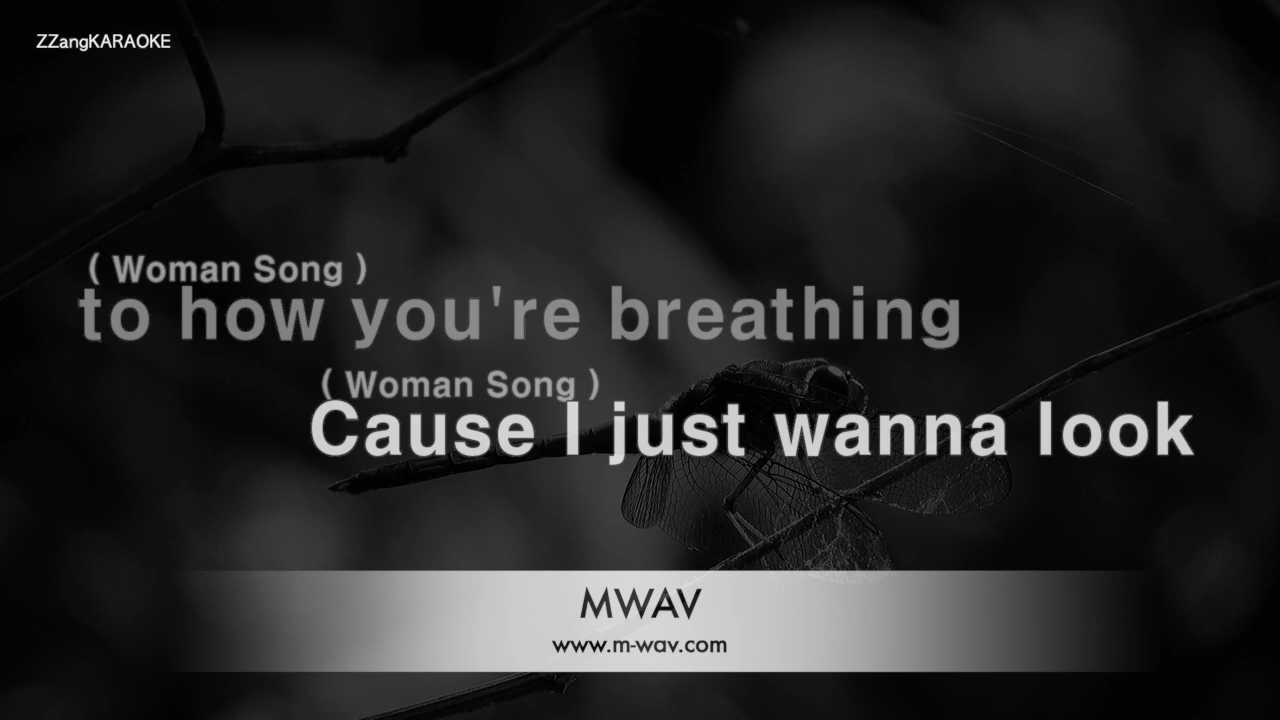 ZZangKARAOKE
( Woman Song )
to how you're breathing
( Woman Song )
Cause I just wanna look
MWAV
www.m-wav.com